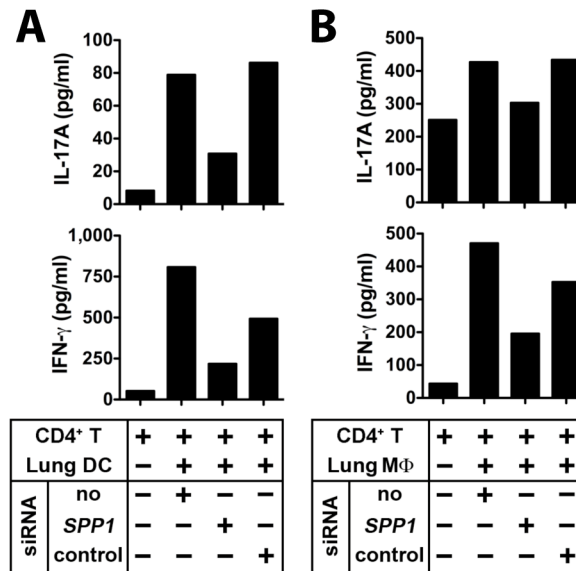 A
IL-17A (pg/ml)
100
80
60
40
20
0
IFN-γ (pg/ml)
1,000
750
500
250
0
CD4+ T + + + +
Lung DC − + + +
siRNA
no − + − −
SPP1 − − + −
control − − − +
B
IL-17A (pg/ml)
500
400
300
200
100
0
IFN-γ (pg/ml)
500
400
300
200
100
0
CD4+ T + + + +
Lung MΦ − + + +
siRNA
no − + − −
SPP1 − − + −
control − − − +